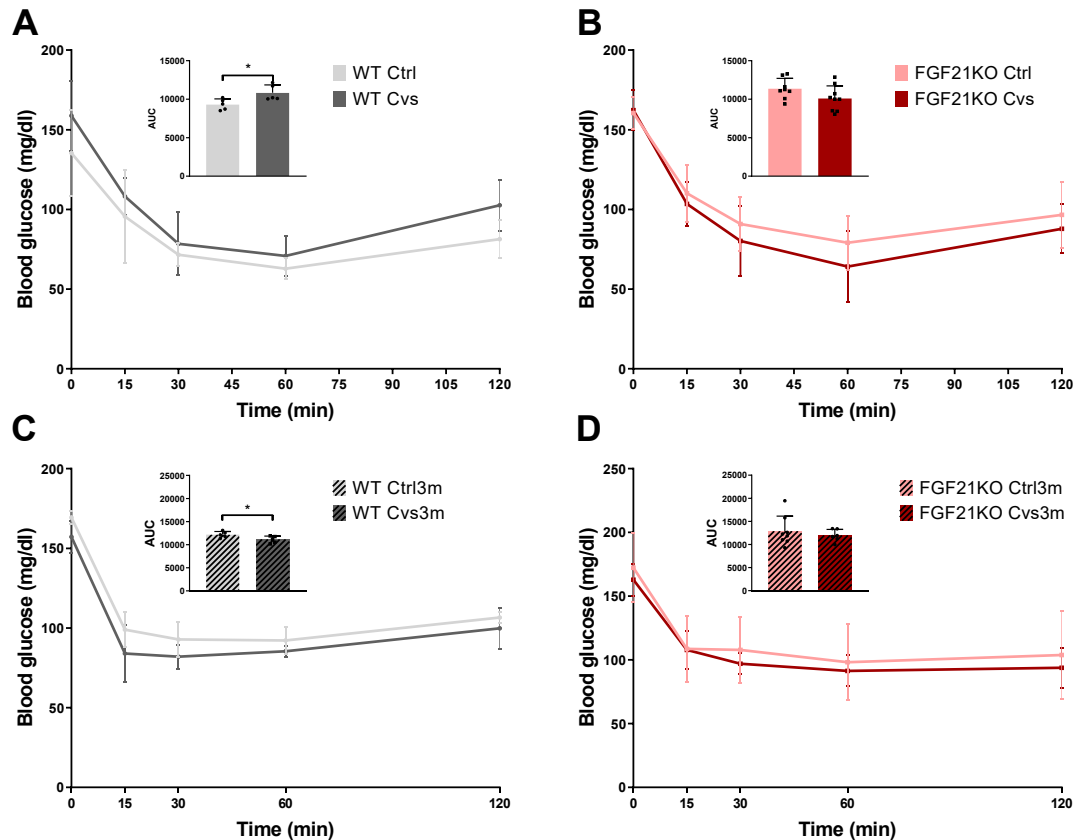 A
Blood glucose (mg/dl)
200
150
100
50
0
0 15 30 45 60 75 90 105 120
Time (min)
AUC
15000
10000
5000
0
*
WT Ctrl
WT Cvs
B
Blood glucose (mg/dl)
200
150
100
50
0
0 15 30 45 60 75 90 105 120
Time (min)
AUC
15000
10000
5000
0
FGF21KO Ctrl
FGF21KO Cvs
C
Blood glucose (mg/dl)
200
150
100
50
0
0 15 30 60 120
Time (min)
AUC
25000
20000
15000
10000
5000
0
*
WT Ctrl3m
WT Cvs3m
D
Blood glucose (mg/dl)
250
200
150
100
50
0
0 15 30 60 120
Time (min)
AUC
25000
20000
15000
10000
5000
0
FGF21KO Ctrl3m
FGF21KO Cvs3m